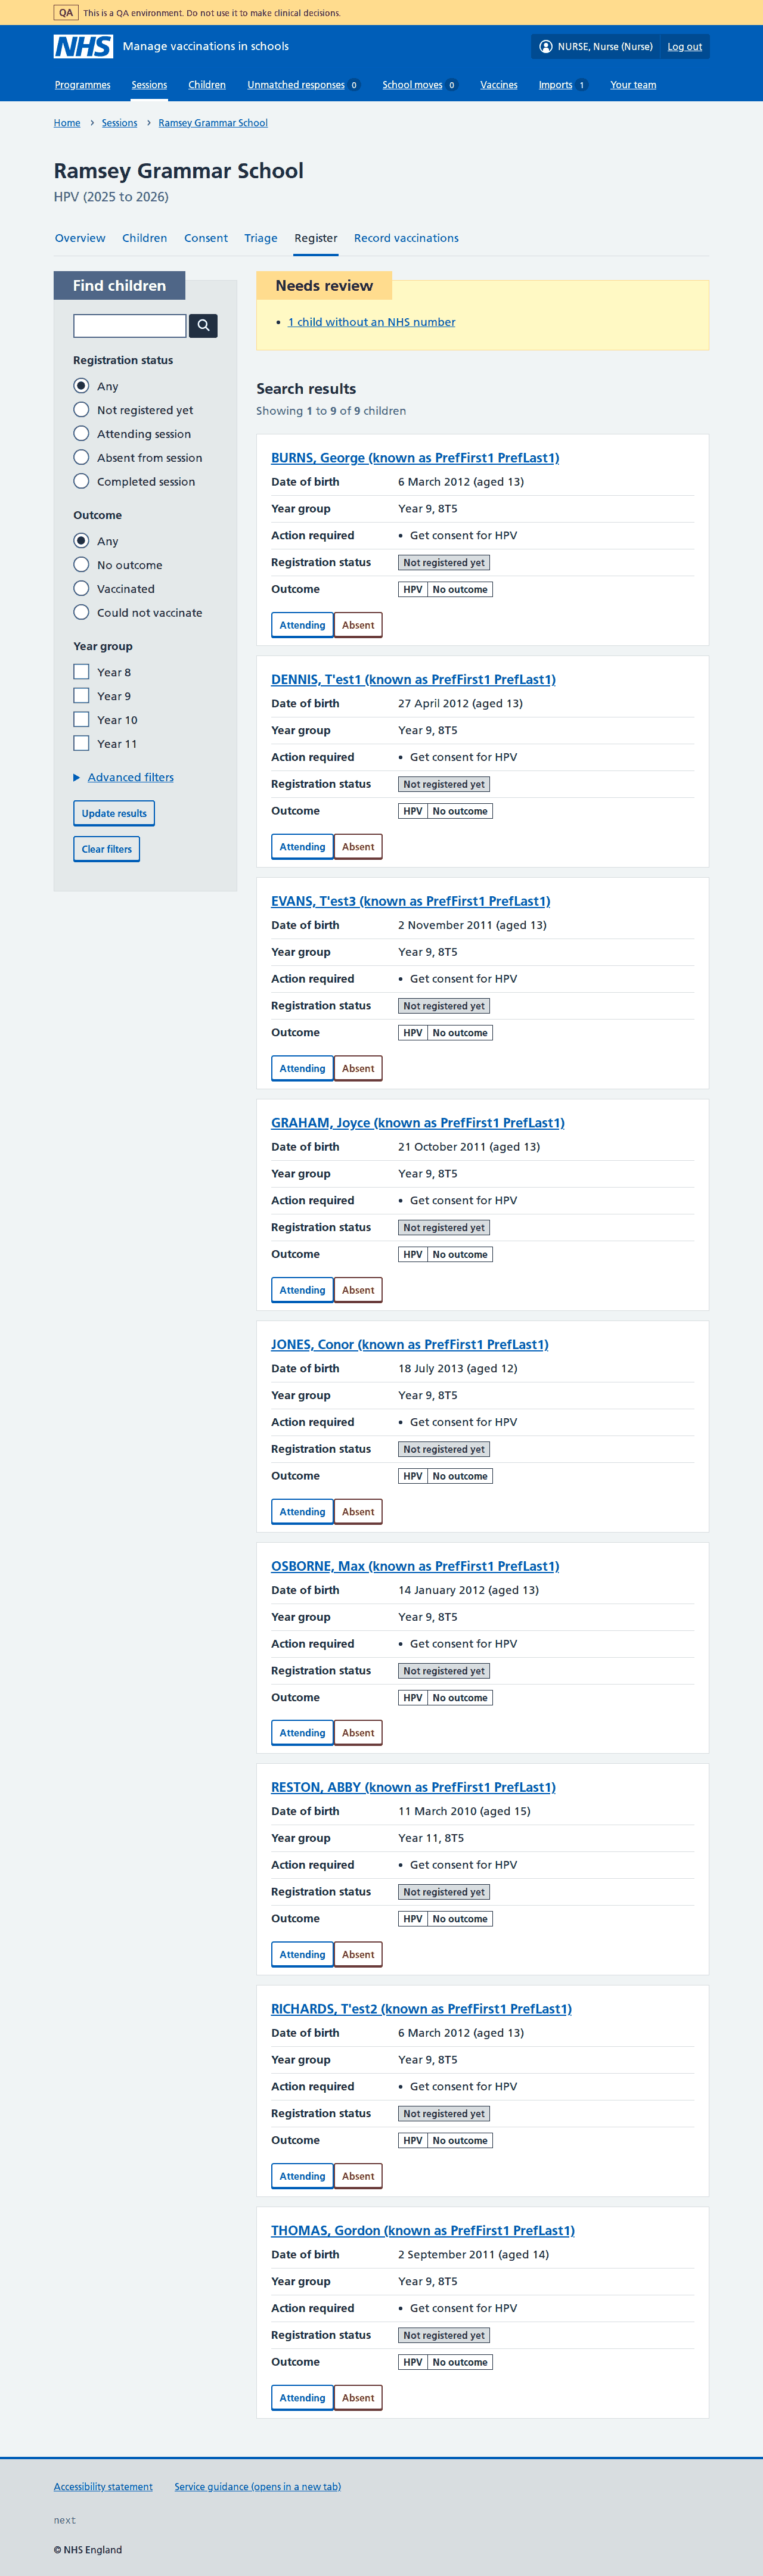 QA This is a QA environment. Do not use it to make clinical decisions.
NHS Manage vaccinations in schools NURSE, Nurse (Nurse) Log out
Programmes Sessions Children Unmatched responses 0 School moves 0 Vaccines Imports 1 Your team
Home Sessions Ramsey Grammar School
Ramsey Grammar School
HPV (2025 to 2026)
Overview Children Consent Triage Register Record vaccinations
Find children
Registration status
Any
Not registered yet
Attending session
Absent from session
Completed session
Outcome
Any
No outcome
Vaccinated
Could not vaccinate
Year group
Year 8
Year 9
Year 10
Year 11
Advanced filters
Update results
Clear filters
Needs review
1 child without an NHS number
Search results
Showing 1 to 9 of 9 children
BURNS, George (known as PrefFirst1 PrefLast1)
Date of birth 6 March 2012 (aged 13)
Year group Year 9, 8T5
Action required Get consent for HPV
Registration status Not registered yet
Outcome HPV No outcome
Attending Absent
DENNIS, T'est1 (known as PrefFirst1 PrefLast1)
Date of birth 27 April 2012 (aged 13)
Year group Year 9, 8T5
Action required Get consent for HPV
Registration status Not registered yet
Outcome HPV No outcome
Attending Absent
EVANS, T'est3 (known as PrefFirst1 PrefLast1)
Date of birth 2 November 2011 (aged 13)
Year group Year 9, 8T5
Action required Get consent for HPV
Registration status Not registered yet
Outcome HPV No outcome
Attending Absent
GRAHAM, Joyce (known as PrefFirst1 PrefLast1)
Date of birth 21 October 2011 (aged 13)
Year group Year 9, 8T5
Action required Get consent for HPV
Registration status Not registered yet
Outcome HPV No outcome
Attending Absent
JONES, Conor (known as PrefFirst1 PrefLast1)
Date of birth 18 July 2013 (aged 12)
Year group Year 9, 8T5
Action required Get consent for HPV
Registration status Not registered yet
Outcome HPV No outcome
Attending Absent
OSBORNE, Max (known as PrefFirst1 PrefLast1)
Date of birth 14 January 2012 (aged 13)
Year group Year 9, 8T5
Action required Get consent for HPV
Registration status Not registered yet
Outcome HPV No outcome
Attending Absent
RESTON, ABBY (known as PrefFirst1 PrefLast1)
Date of birth 11 March 2010 (aged 15)
Year group Year 11, 8T5
Action required Get consent for HPV
Registration status Not registered yet
Outcome HPV No outcome
Attending Absent
RICHARDS, T'est2 (known as PrefFirst1 PrefLast1)
Date of birth 6 March 2012 (aged 13)
Year group Year 9, 8T5
Action required Get consent for HPV
Registration status Not registered yet
Outcome HPV No outcome
Attending Absent
THOMAS, Gordon (known as PrefFirst1 PrefLast1)
Date of birth 2 September 2011 (aged 14)
Year group Year 9, 8T5
Action required Get consent for HPV
Registration status Not registered yet
Outcome HPV No outcome
Attending Absent
Accessibility statement Service guidance (opens in a new tab)
next
© NHS England